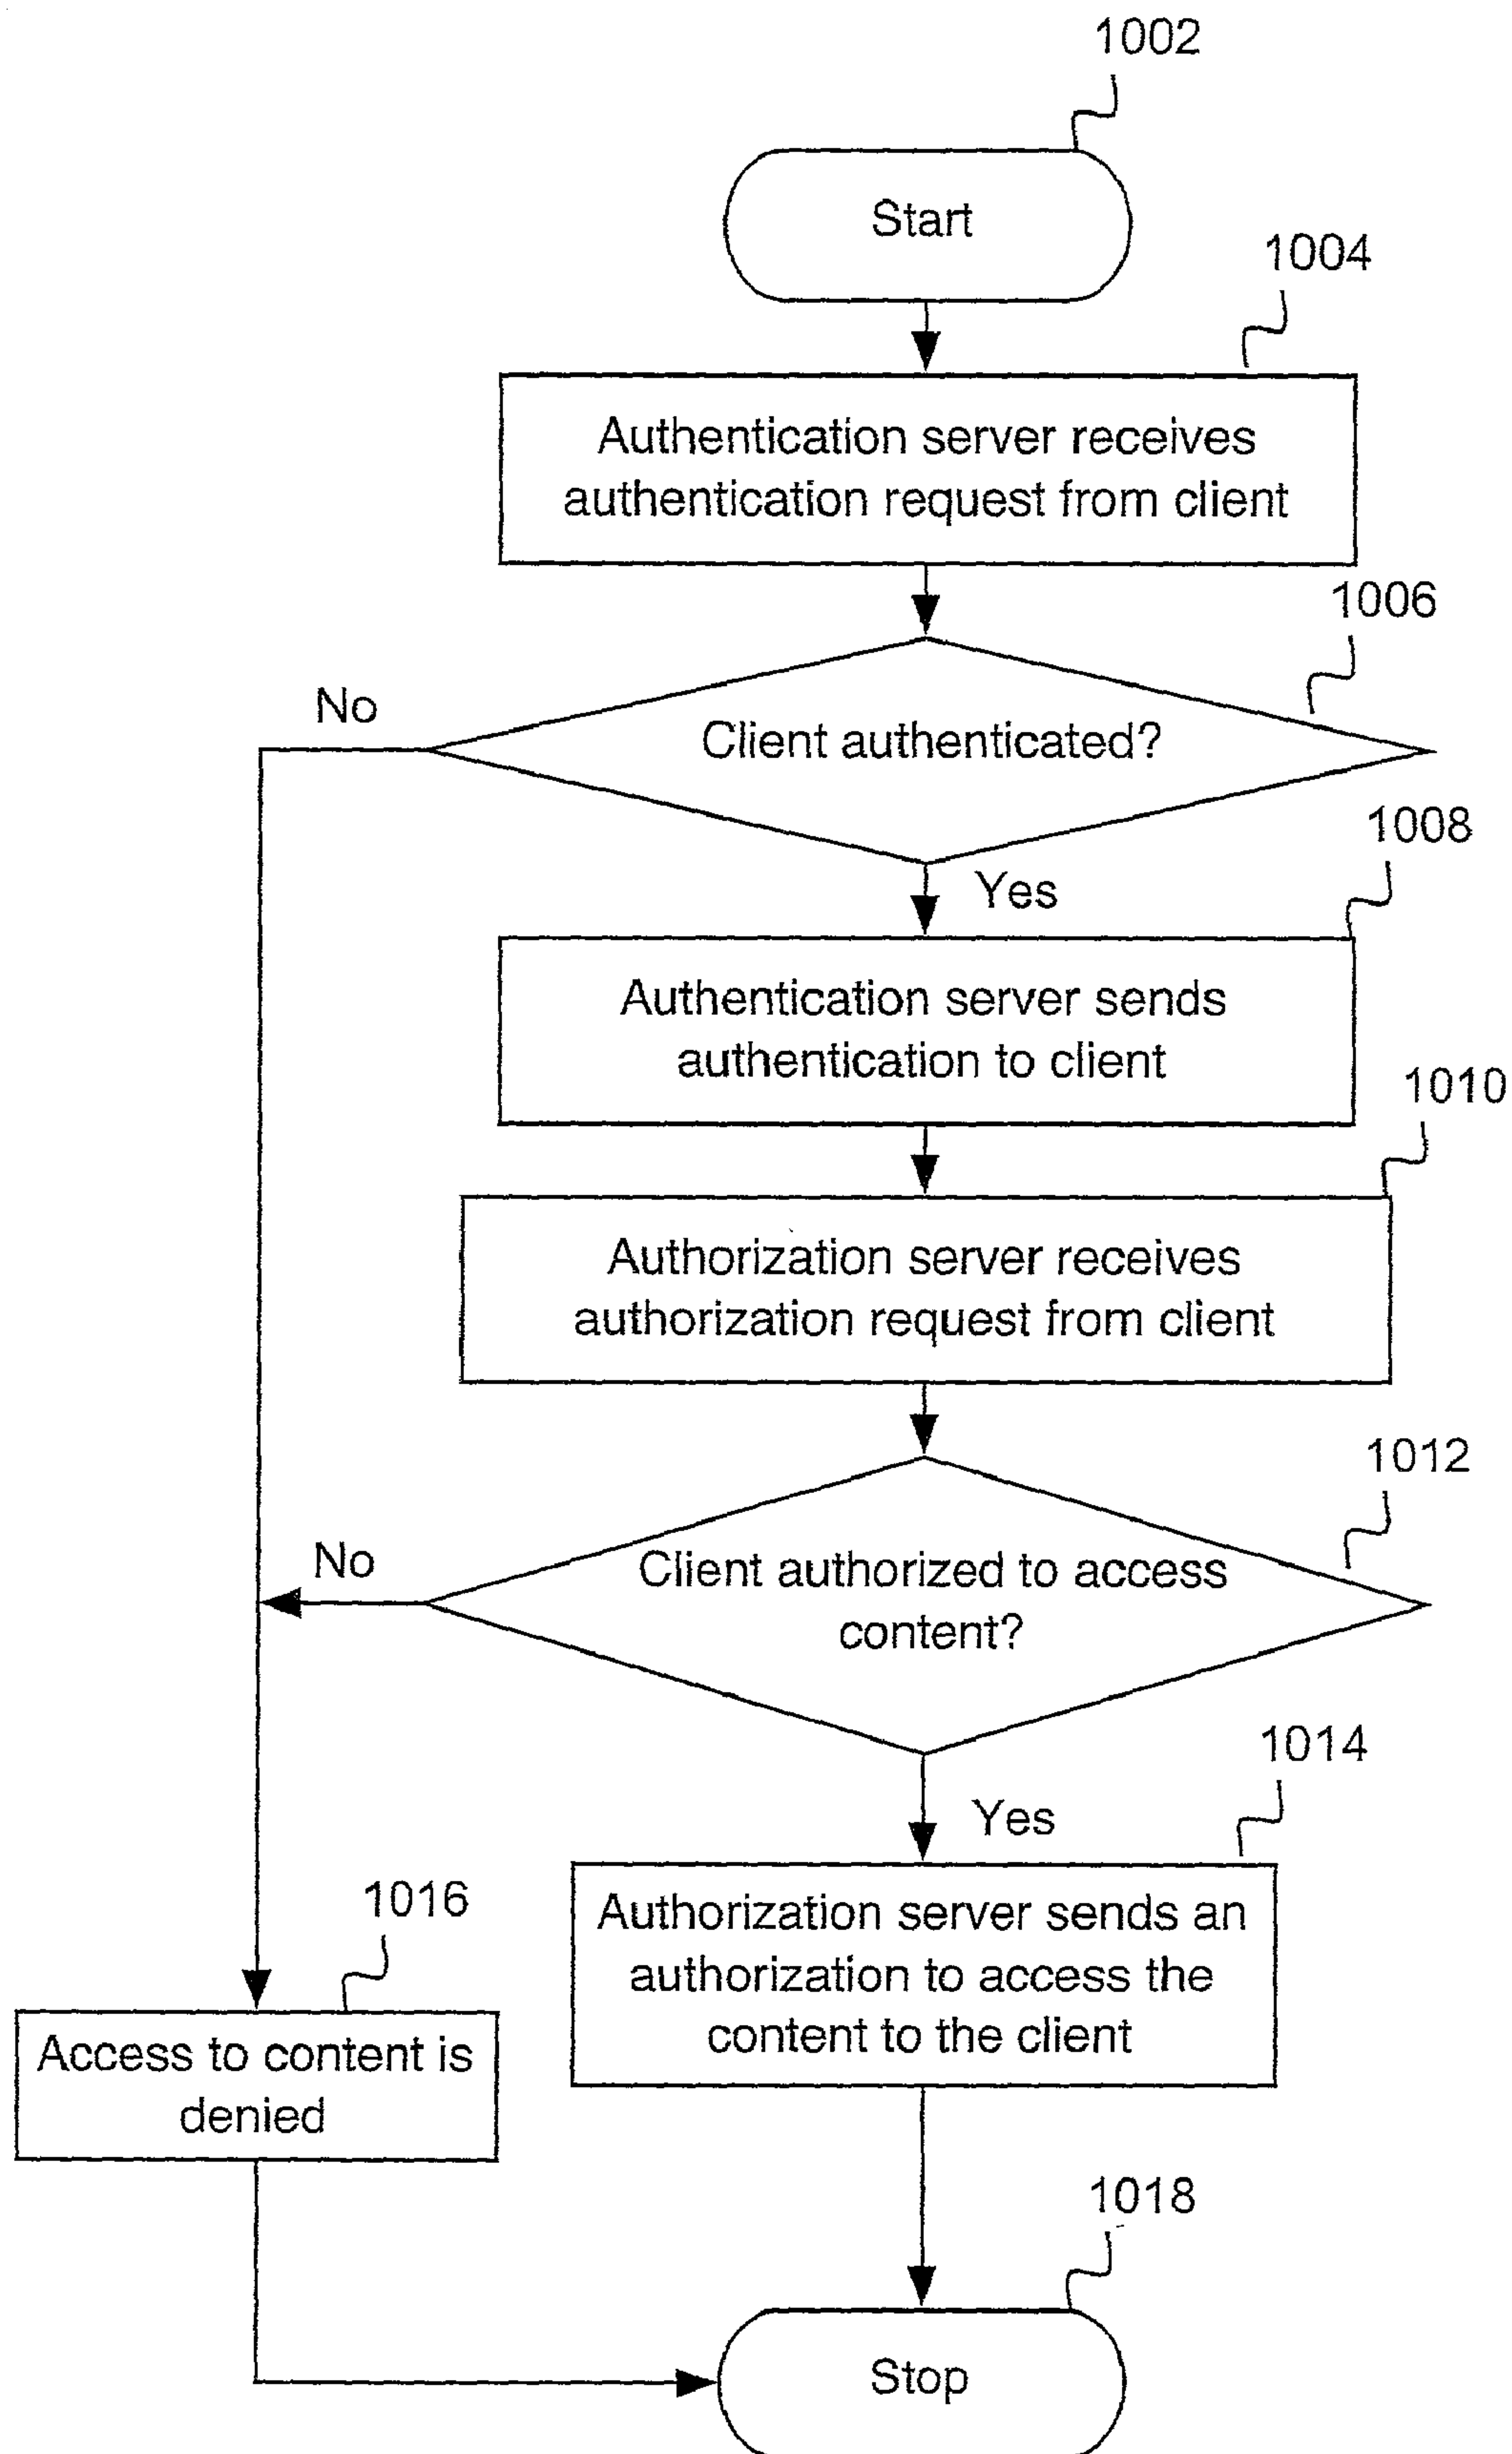 1002
Start
1004
Authentication server receives
authentication request from client
1006
No
Client authenticated?
1008
Yes
Authentication server sends
authentication to client
1010
Authorization server receives
authorization request from client
1012
No
Client authorized to access
content?
1014
Yes
Authorization server sends an
authorization to access the
content to the client
1016
Access to content is
denied
1018
Stop